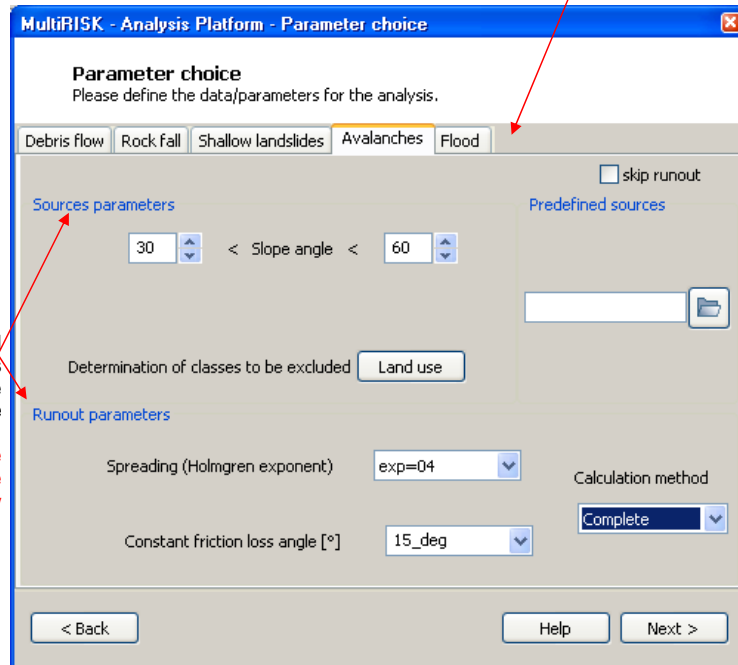 MultiRISK - Analysis Platform - Parameter choice
Parameter choice
Please define the data/parameters for the analysis.
Debris flow Rock fall Shallow landslides Avalanches Flood
skip runout
Sources parameters Predefined sources
30 < Slope angle < 60
Determination of classes to be excluded Land use
Runout parameters
Spreading (Holmgren exponent) exp=04
Calculation method
Complete
Constant friction loss angle [°] 15_deg
< Back Help Next >